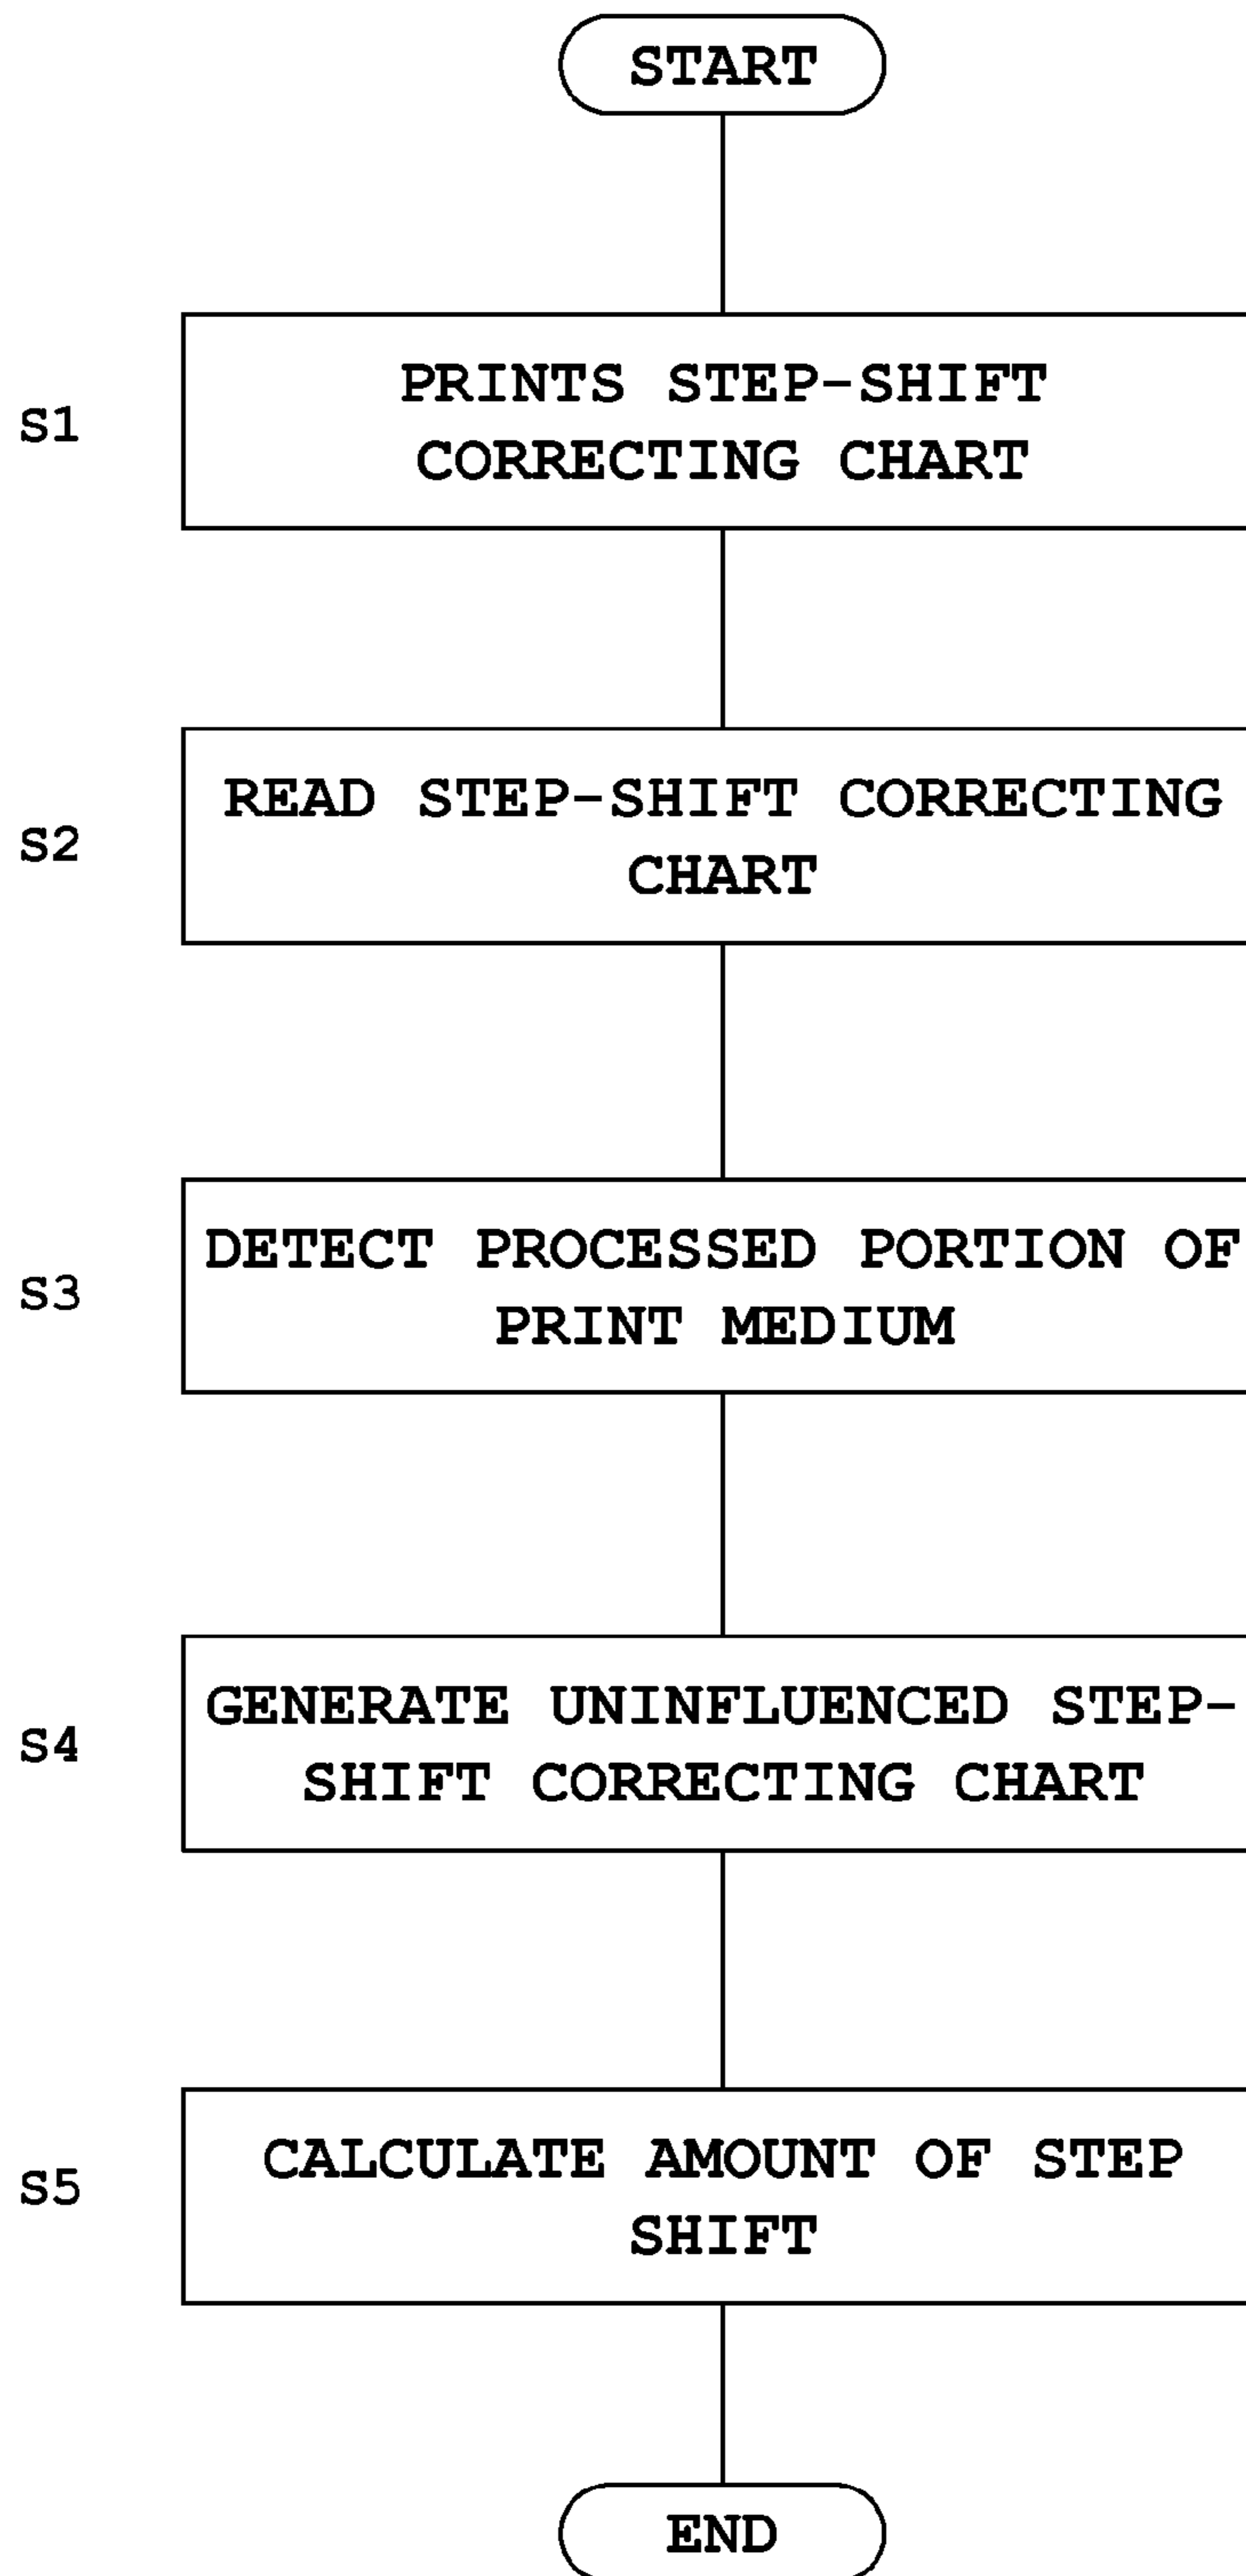 START
S1
PRINTS STEP-SHIFT
CORRECTING CHART
S2
READ STEP-SHIFT CORRECTING
CHART
S3
DETECT PROCESSED PORTION OF
PRINT MEDIUM
S4
GENERATE UNINFLUENCED STEP-
SHIFT CORRECTING CHART
S5
CALCULATE AMOUNT OF STEP
SHIFT
END